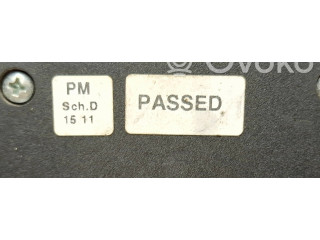 © Ovoko
PM
Sch.D
15 11
PASSED